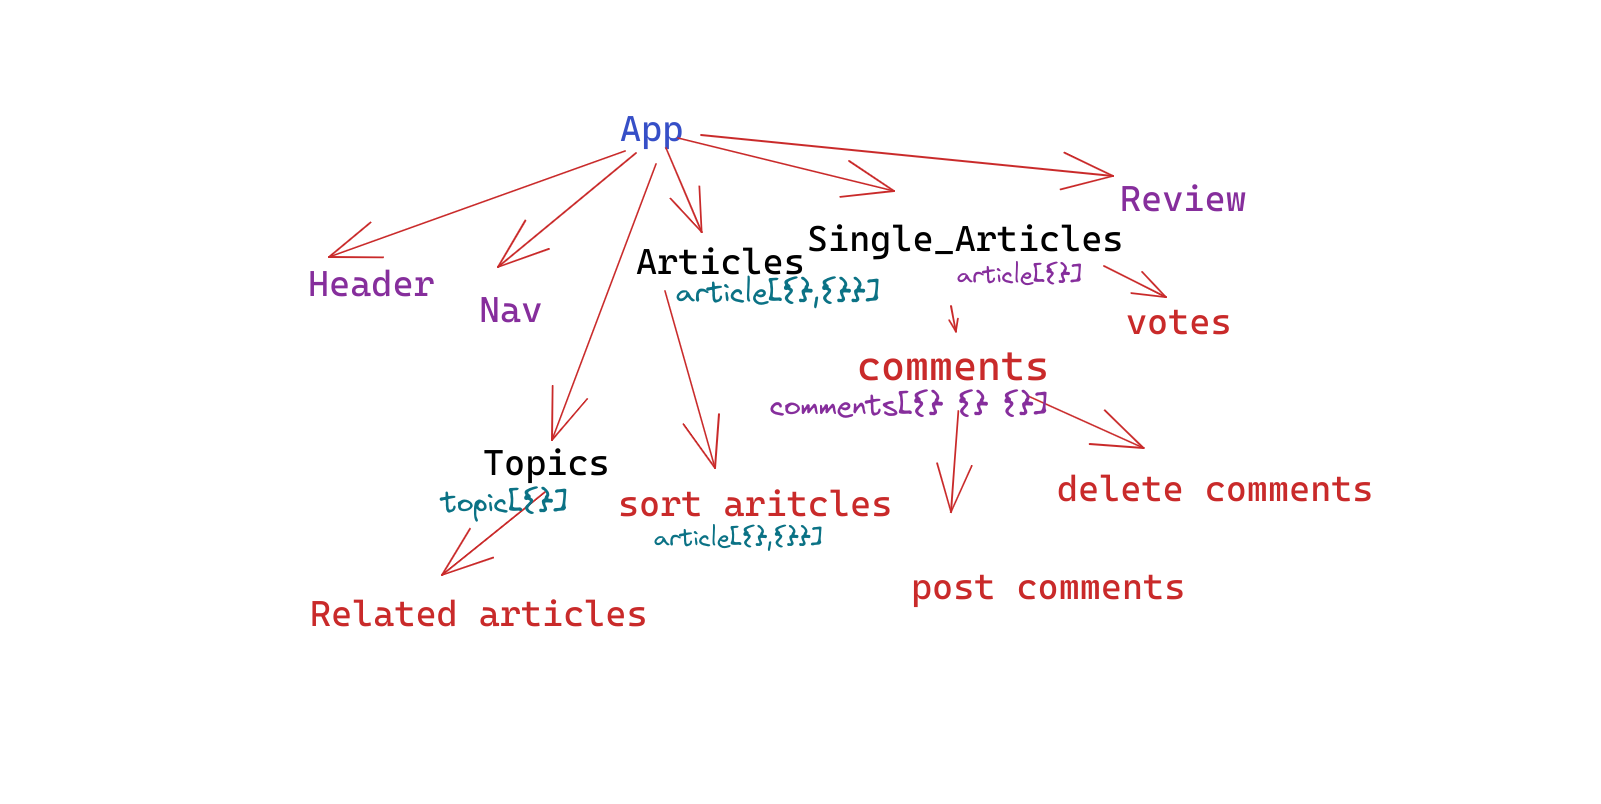 App
Review
Single_Articles
article[{}]
Articles
article[{},{}}]
Header
Nav
votes
comments
comments[{} {} {}]
Topics
topic[{}]
delete comments
sort aritcles
article[{},{}}]
post comments
Related articles